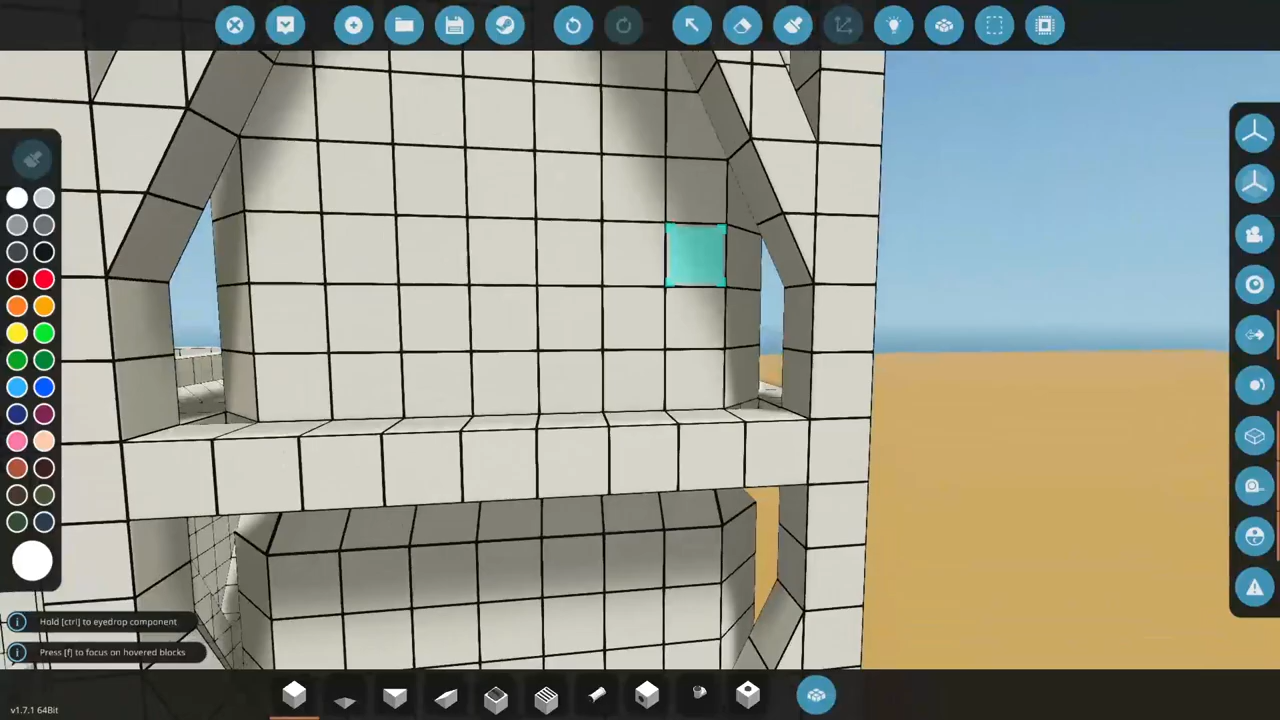 Hold [ctrl] to eyedrop component
Press [f] to focus on hovered blocks
v1.7.1 64Bit